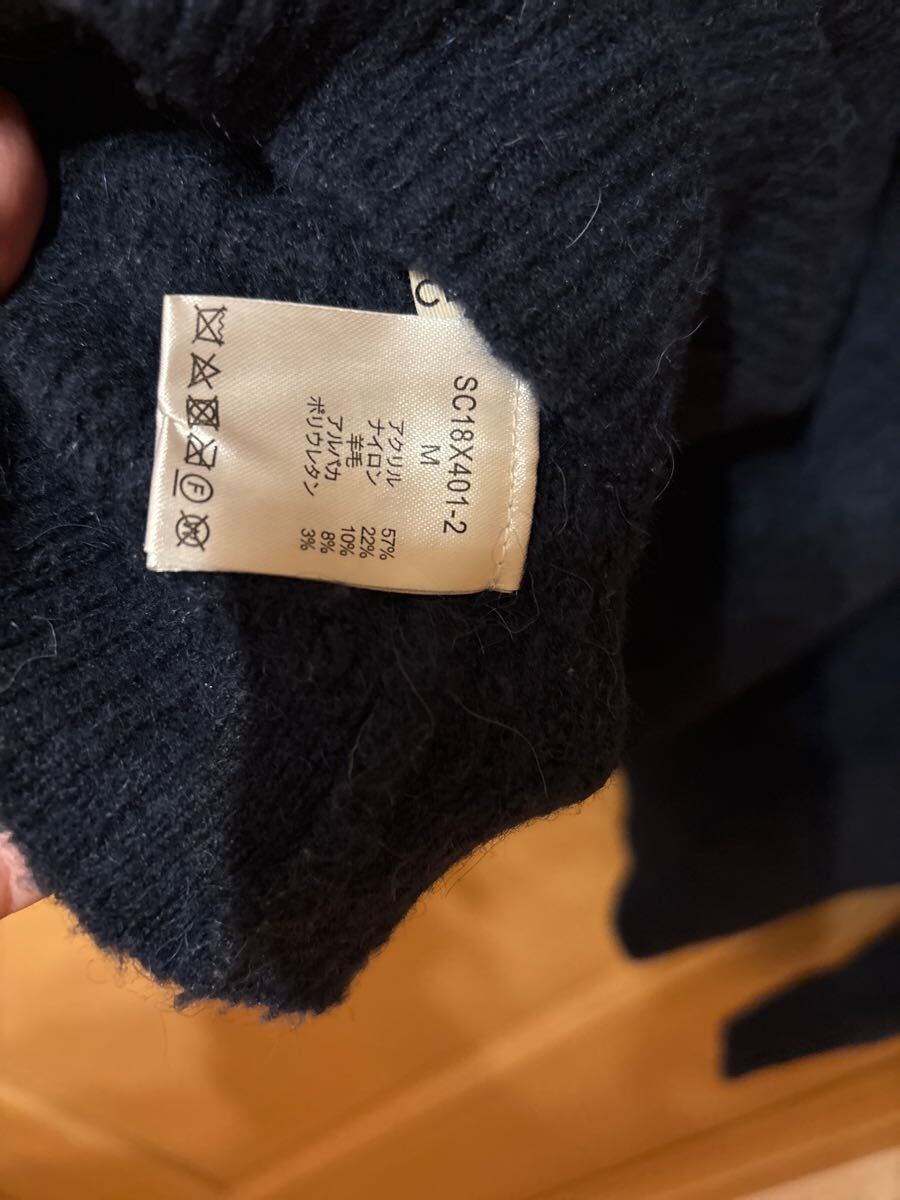 C
SC18X401-2
M
アクリル 57%
ナイロン 22%
羊毛 10%
アルパカ 8%
ポリウレタン 3%
F
W